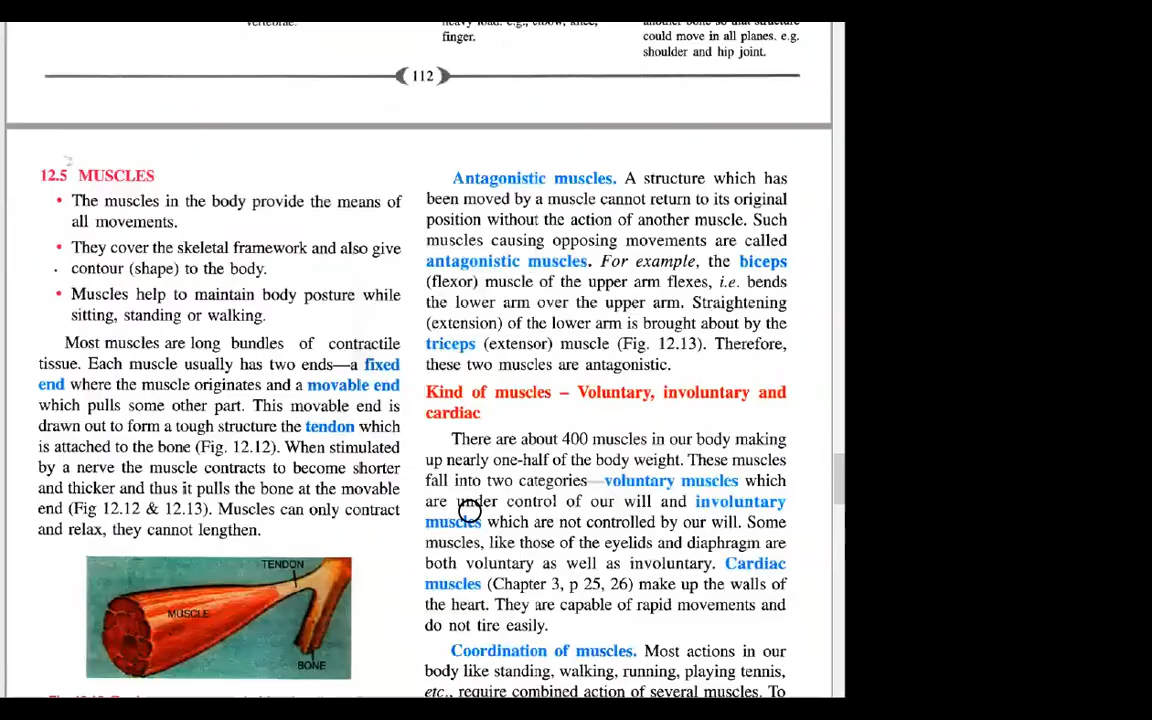 vertebrae.
heavy load. e.g., elbow, knee,
finger.
another bone so that structure
could move in all planes. e.g.
shoulder and hip joint.
112
12.5 MUSCLES
• The muscles in the body provide the means of
all movements.
• They cover the skeletal framework and also give
contour (shape) to the body.
• Muscles help to maintain body posture while
sitting, standing or walking.
Most muscles are long bundles of contractile
tissue. Each muscle usually has two ends—a fixed
end where the muscle originates and a movable end
which pulls some other part. This movable end is
drawn out to form a tough structure the tendon which
is attached to the bone (Fig. 12.12). When stimulated
by a nerve the muscle contracts to become shorter
and thicker and thus it pulls the bone at the movable
end (Fig 12.12 & 12.13). Muscles can only contract
and relax, they cannot lengthen.
TENDON
MUSCLE
BONE
Antagonistic muscles. A structure which has
been moved by a muscle cannot return to its original
position without the action of another muscle. Such
muscles causing opposing movements are called
antagonistic muscles. For example, the biceps
(flexor) muscle of the upper arm flexes, i.e. bends
the lower arm over the upper arm. Straightening
(extension) of the lower arm is brought about by the
triceps (extensor) muscle (Fig. 12.13). Therefore,
these two muscles are antagonistic.
Kind of muscles – Voluntary, involuntary and
cardiac
There are about 400 muscles in our body making
up nearly one-half of the body weight. These muscles
fall into two categories—voluntary muscles which
are under control of our will and involuntary
muscles which are not controlled by our will. Some
muscles, like those of the eyelids and diaphragm are
both voluntary as well as involuntary. Cardiac
muscles (Chapter 3, p 25, 26) make up the walls of
the heart. They are capable of rapid movements and
do not tire easily.
Coordination of muscles. Most actions in our
body like standing, walking, running, playing tennis,
etc., require combined action of several muscles. To